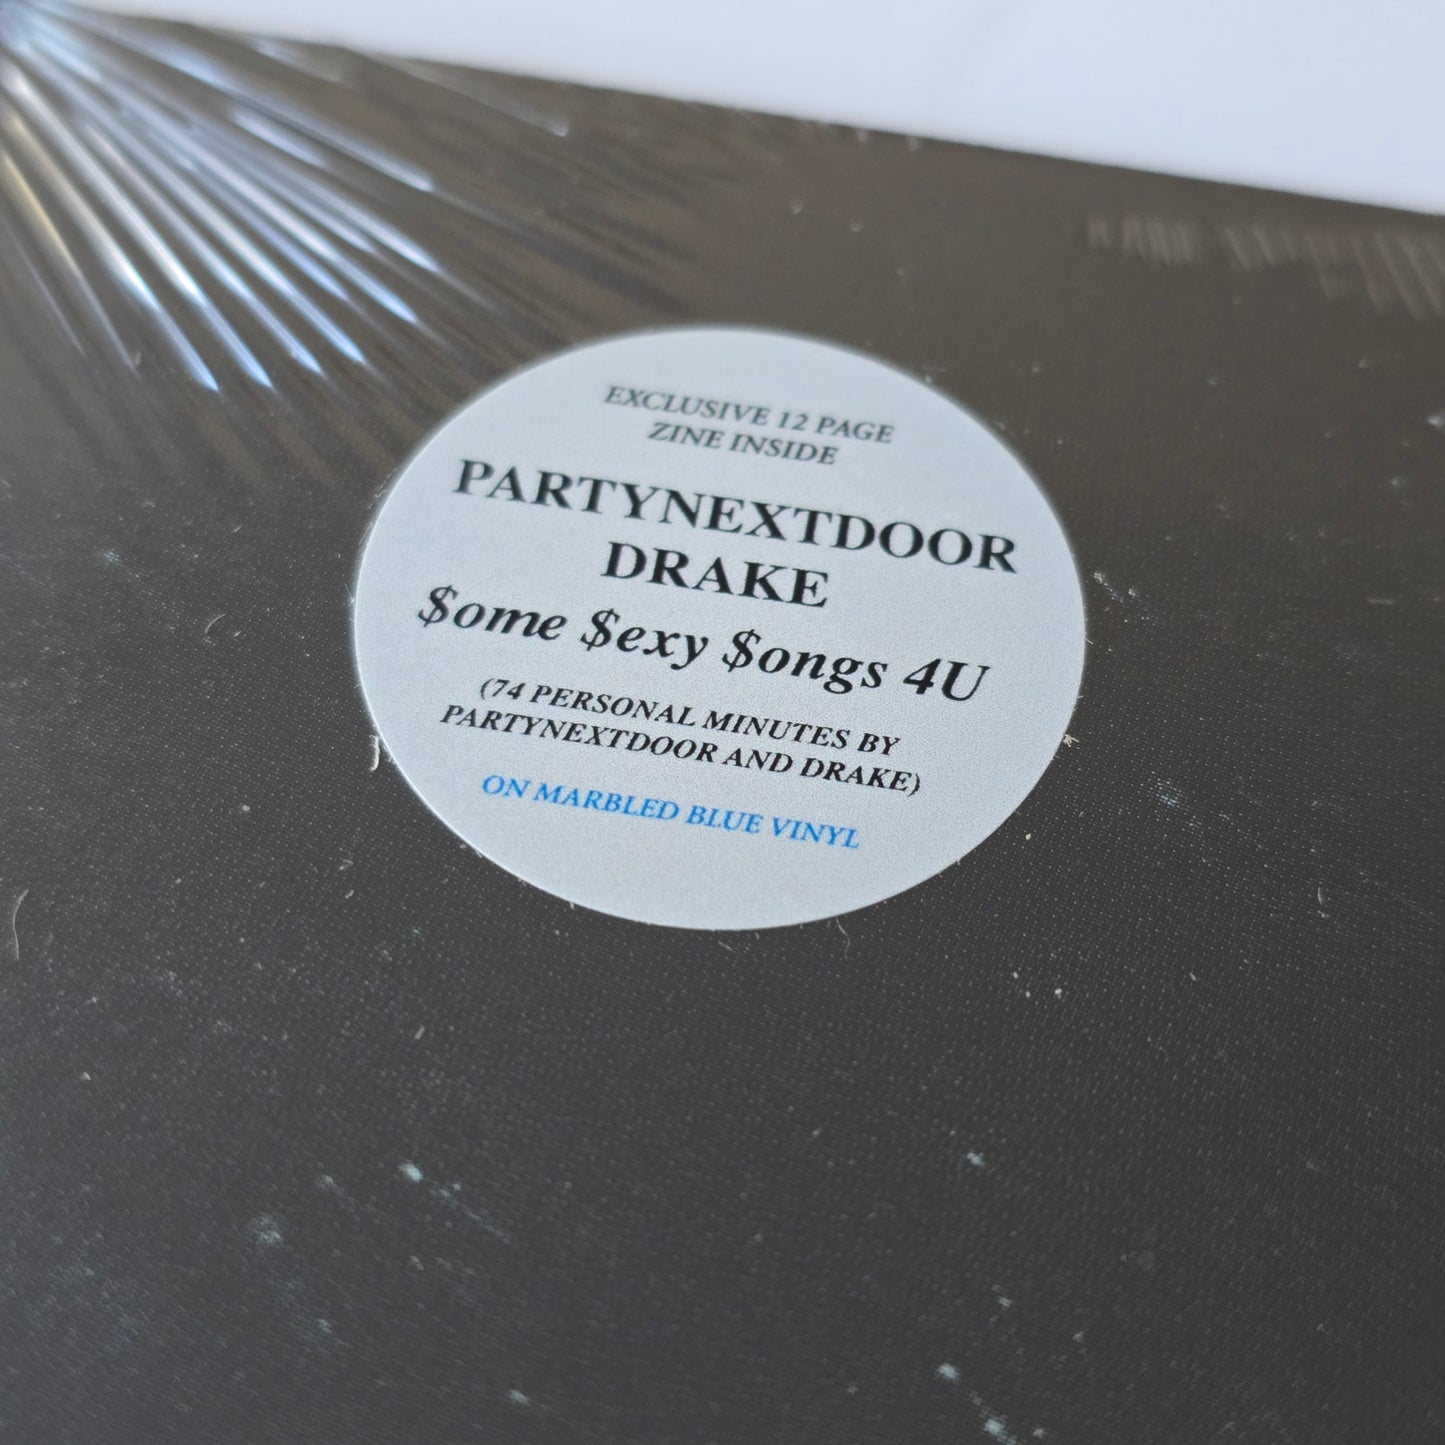 EXCLUSIVE 12 PAGE
ZINE INSIDE
PARTYNEXTDOOR
DRAKE
$ome $exy $ongs 4U
(74 PERSONAL MINUTES BY
PARTYNEXTDOOR AND DRAKE)
ON MARBLED BLUE VINYL